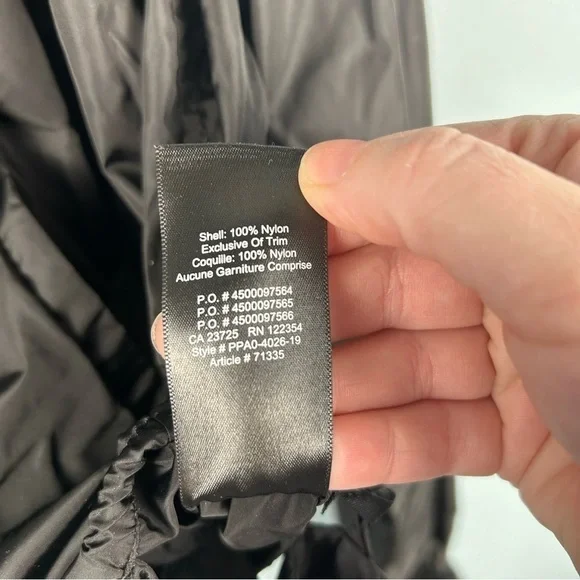 Shell: 100% Nylon
Exclusive Of Trim
Coquille: 100% Nylon
Aucune Garniture Comprise
P.O. # 4500097564
P.O. # 4500097565
P.O. # 4500097566
CA 23725 RN 122354
Style # PPA0-4026-19
Article # 71335